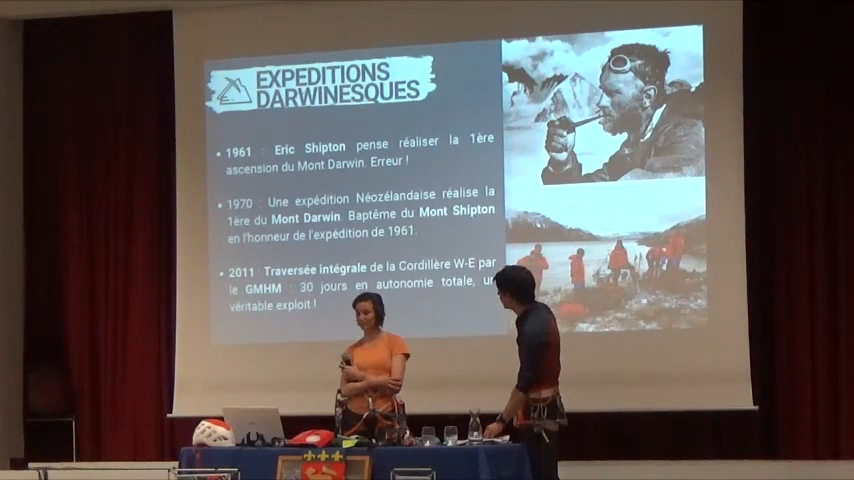 EXPEDITIONS
DARWINESQUES
• 1961 : Eric Shipton pense réaliser la 1ère
ascension du Mont Darwin. Erreur !
• 1970 : Une expédition Néozélandaise réalise la
1ère du Mont Darwin. Baptême du Mont Shipton
en l'honneur de l'expédition de 1961.
• 2011 : Traversée intégrale de la Cordillère W-E par
le GMHM : 30 jours en autonomie totale, un
véritable exploit !